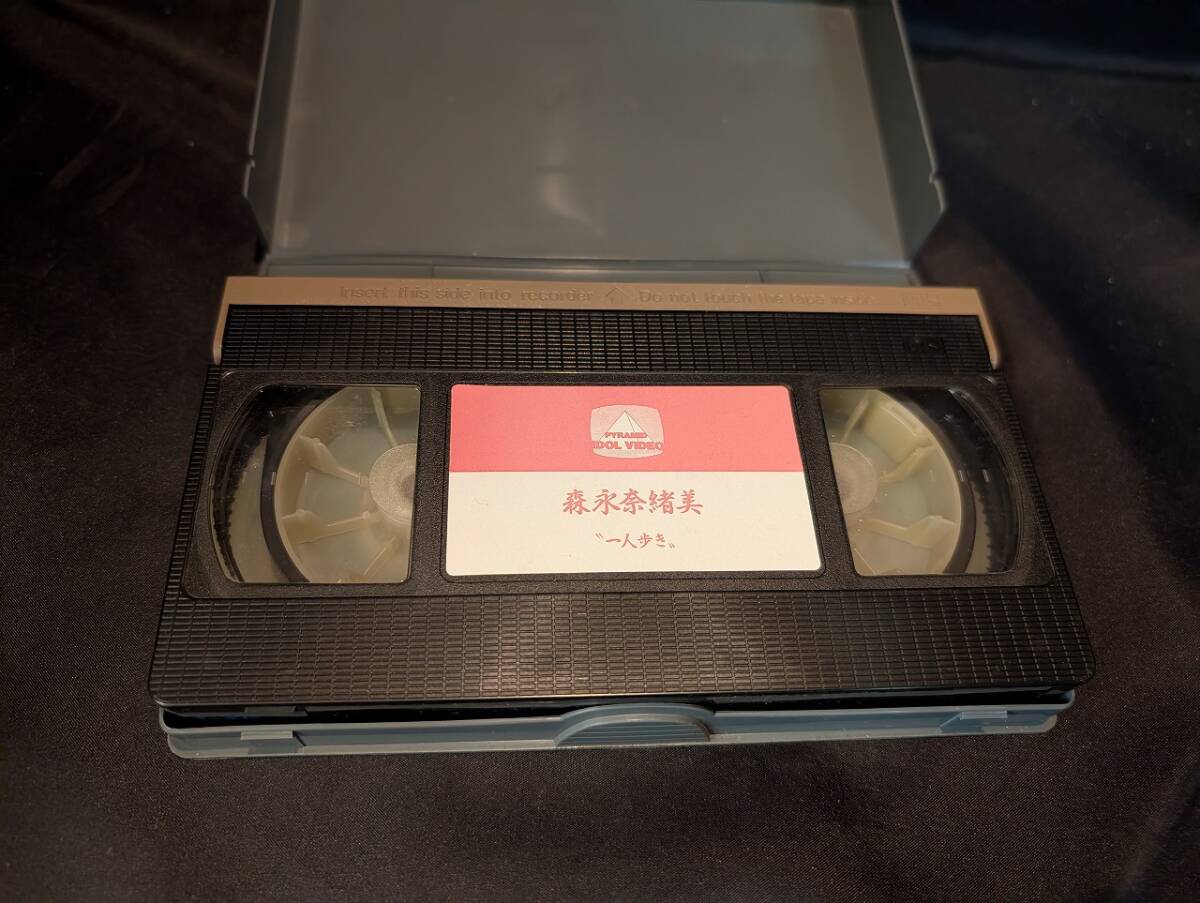 Insert this side into recorder ⇧ Do not touch the tape inside
PYRAMID
IDOL VIDEO
森永奈緒美
〝一人歩き〟